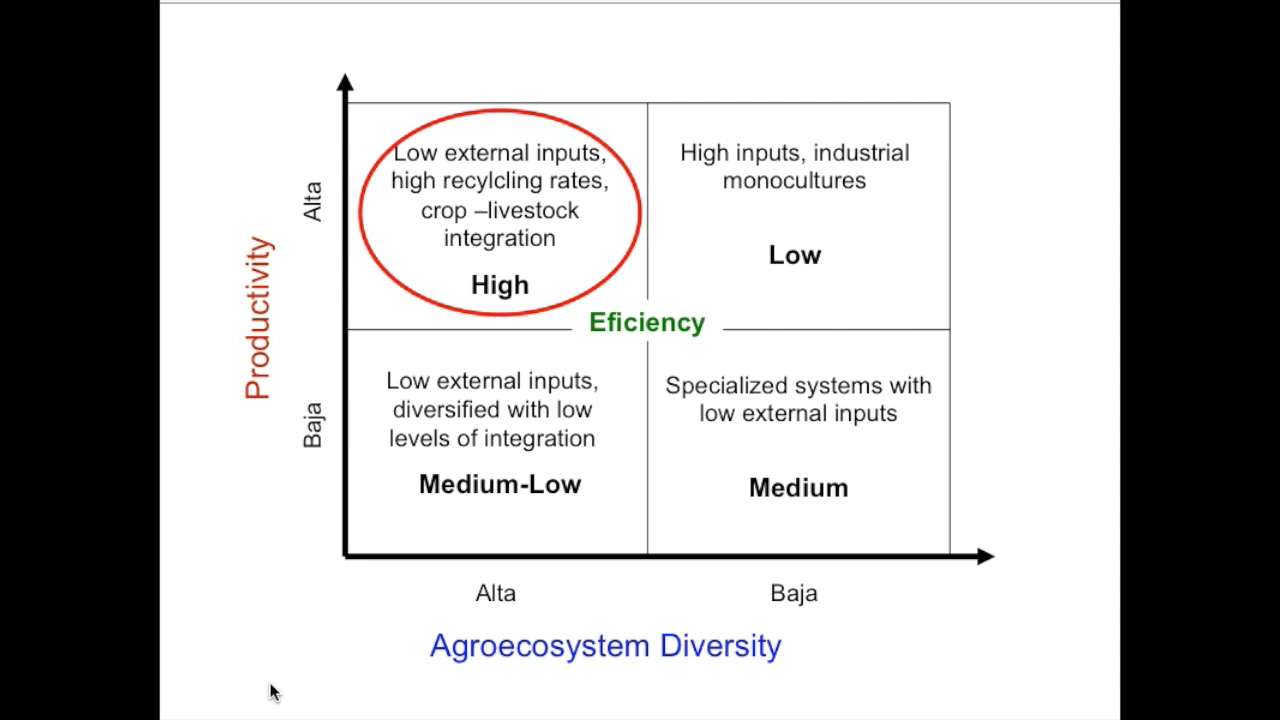 Low external inputs,
high recylcling rates,
crop –livestock
integration
High
High inputs, industrial
monocultures
Low
Eficiency
Low external inputs,
diversified with low
levels of integration
Medium-Low
Specialized systems with
low external inputs
Medium
Productivity
Alta
Baja
Alta
Baja
Agroecosystem Diversity